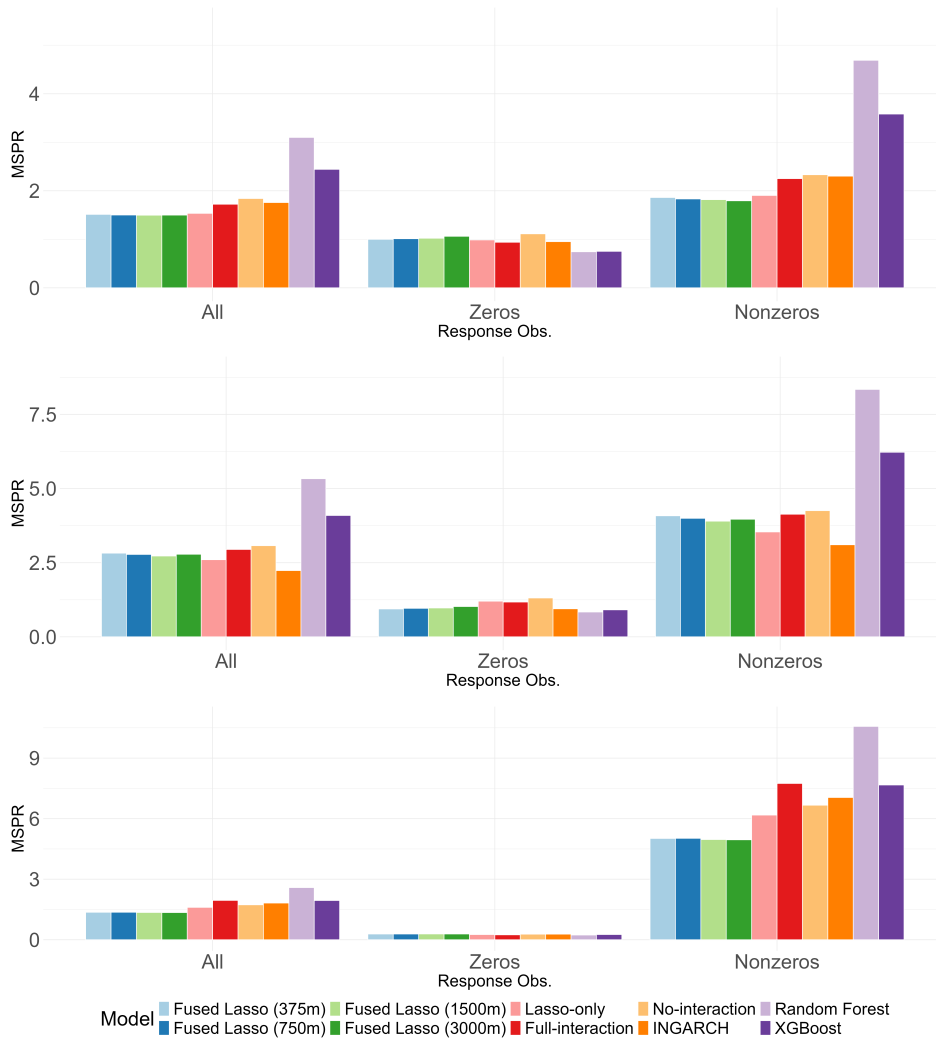 4
2
0
MSPR
All
Zeros
Nonzeros
Response Obs.
7.5
5.0
2.5
0.0
MSPR
All
Zeros
Nonzeros
Response Obs.
9
6
3
0
MSPR
All
Zeros
Nonzeros
Response Obs.
Model
Fused Lasso (375m) Fused Lasso (1500m) Lasso-only No-interaction Random Forest
Fused Lasso (750m) Fused Lasso (3000m) Full-interaction INGARCH XGBoost